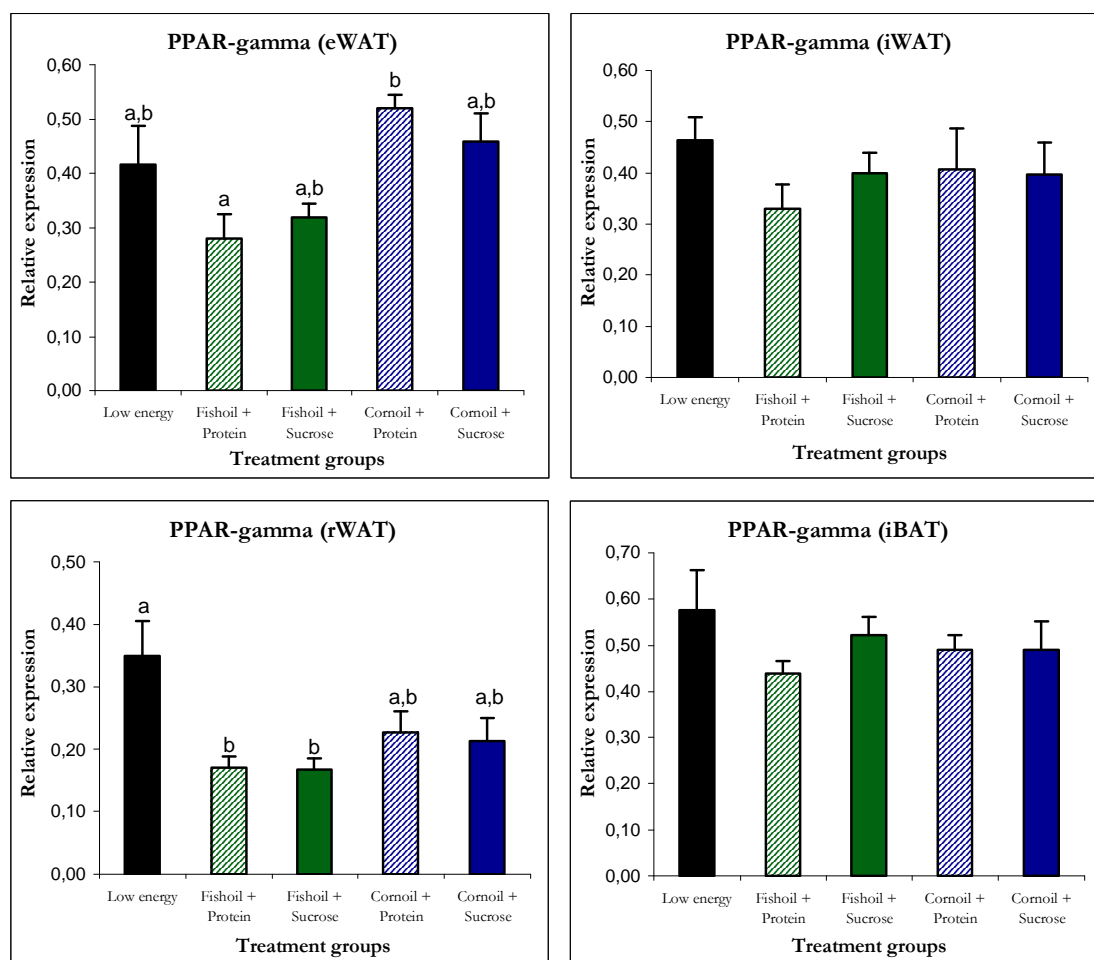 PPAR-gamma (eWAT)
Relative expression
0,60
0,50
0,40
0,30
0,20
0,10
0,00
a,b
a
a,b
b
a,b
Low energy
Fishoil +
Protein
Fishoil +
Sucrose
Cornoil +
Protein
Cornoil +
Sucrose
Treatment groups
PPAR-gamma (iWAT)
Relative expression
0,60
0,50
0,40
0,30
0,20
0,10
0,00
Low energy
Fishoil +
Protein
Fishoil +
Sucrose
Cornoil +
Protein
Cornoil +
Sucrose
Treatment groups
PPAR-gamma (rWAT)
Relative expression
0,50
0,40
0,30
0,20
0,10
0,00
a
b
b
a,b
a,b
Low energy
Fishoil +
Protein
Fishoil +
Sucrose
Cornoil +
Protein
Cornoil +
Sucrose
Treatment groups
PPAR-gamma (iBAT)
Relative expression
0,70
0,60
0,50
0,40
0,30
0,20
0,10
0,00
Low energy
Fishoil +
Protein
Fishoil +
Sucrose
Cornoil +
Protein
Cornoil +
Sucrose
Treatment groups